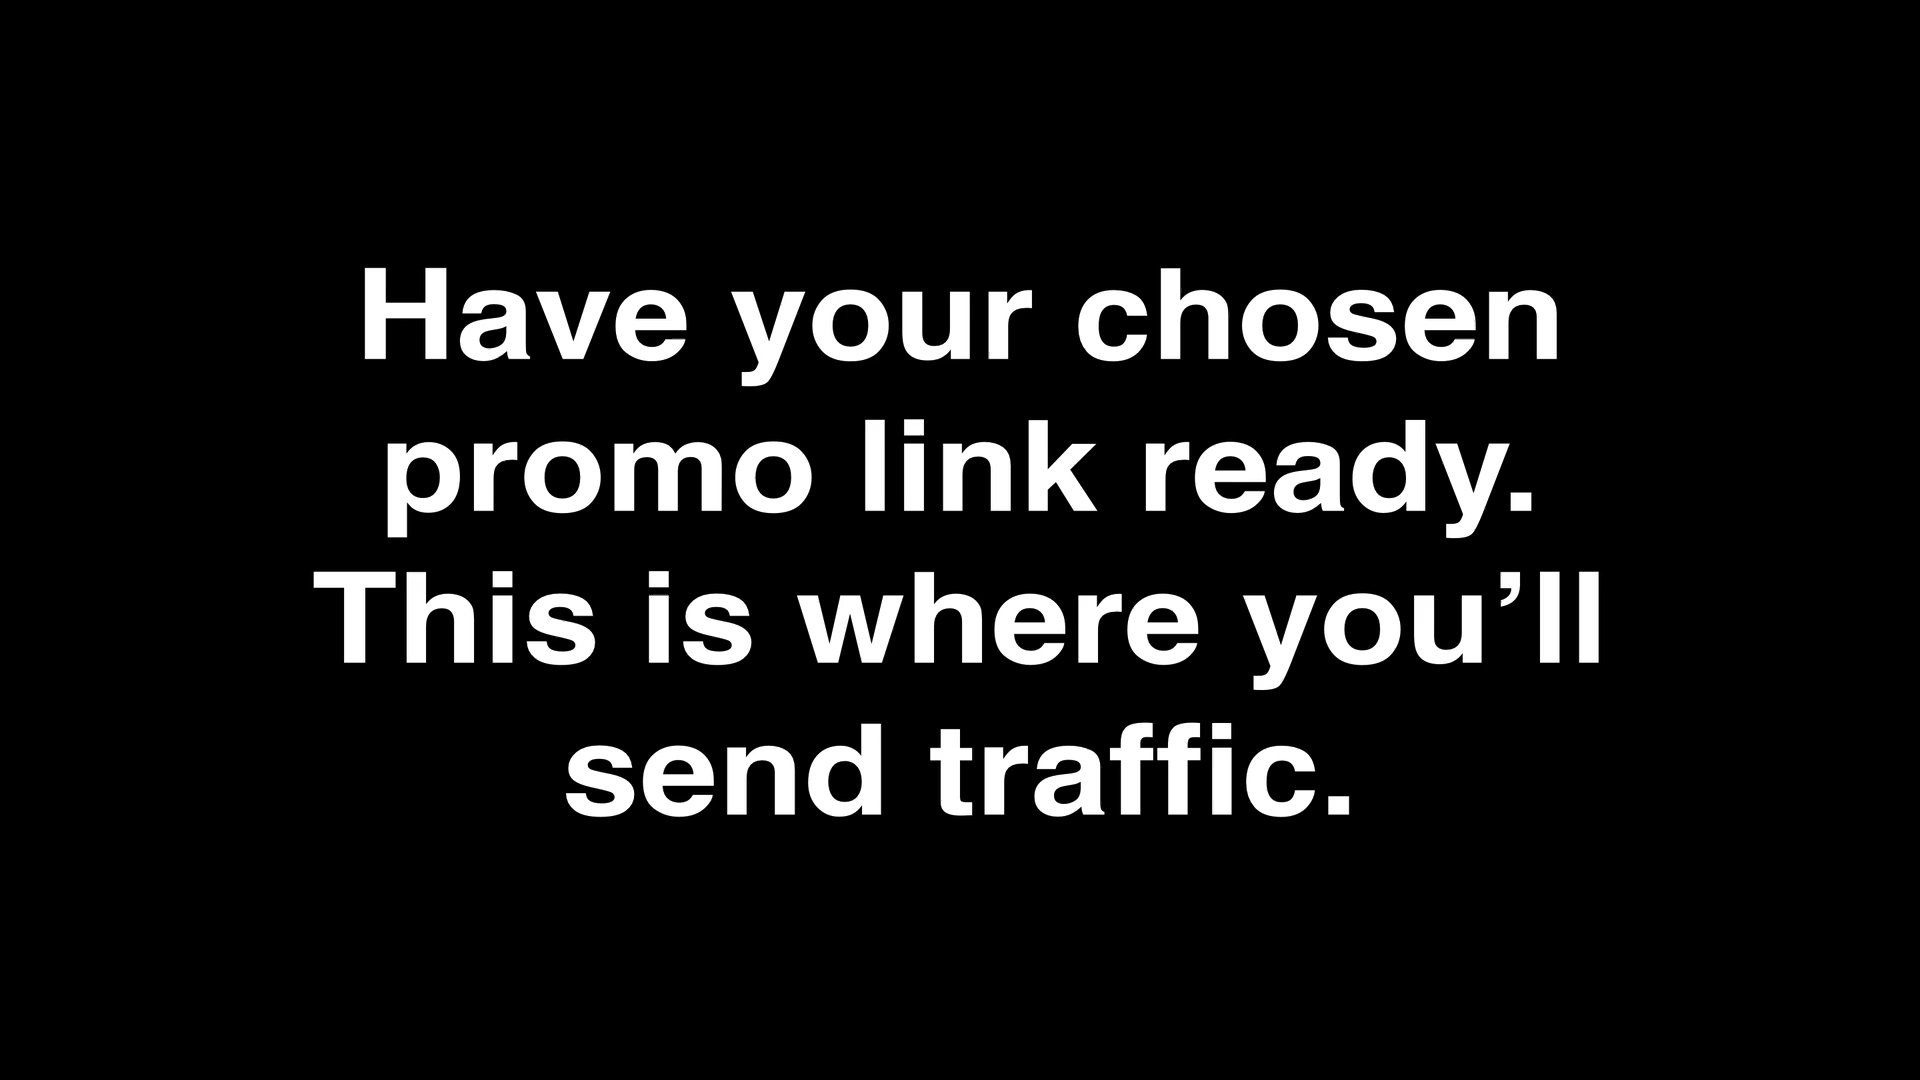 Have your chosen
promo link ready.
This is where you’ll
send traffic.